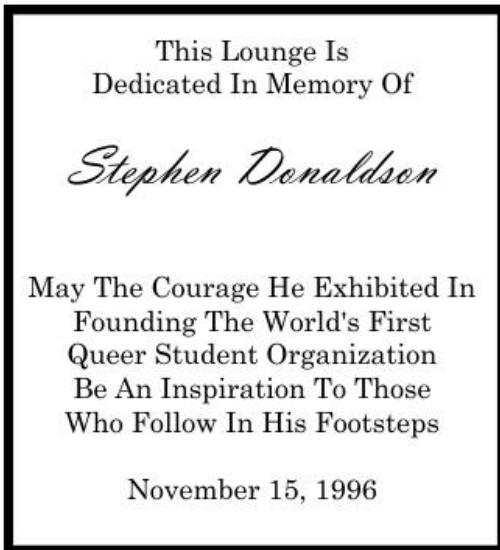 This Lounge Is
Dedicated In Memory Of
Stephen Donaldson
May The Courage He Exhibited In
Founding The World's First
Queer Student Organization
Be An Inspiration To Those
Who Follow In His Footsteps
November 15, 1996